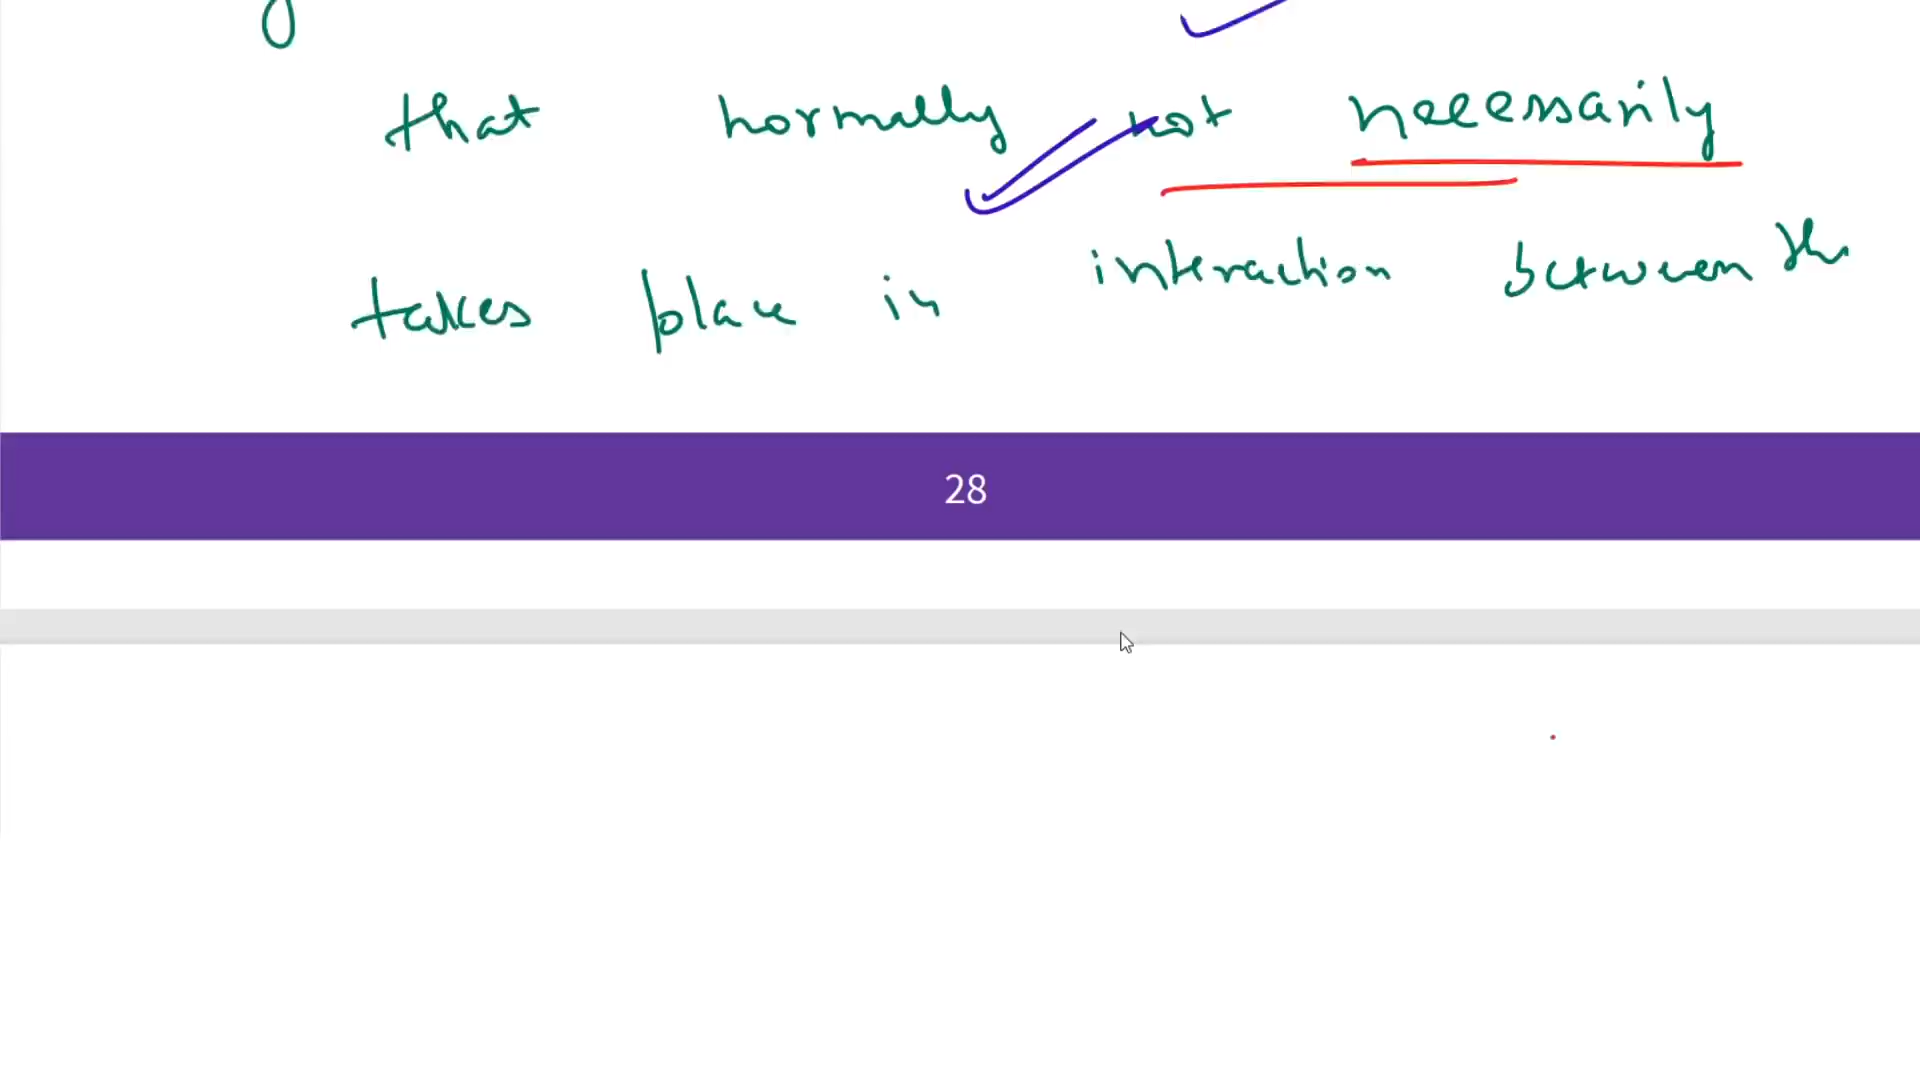 that normally not necessarily
takes place in interaction between the
28